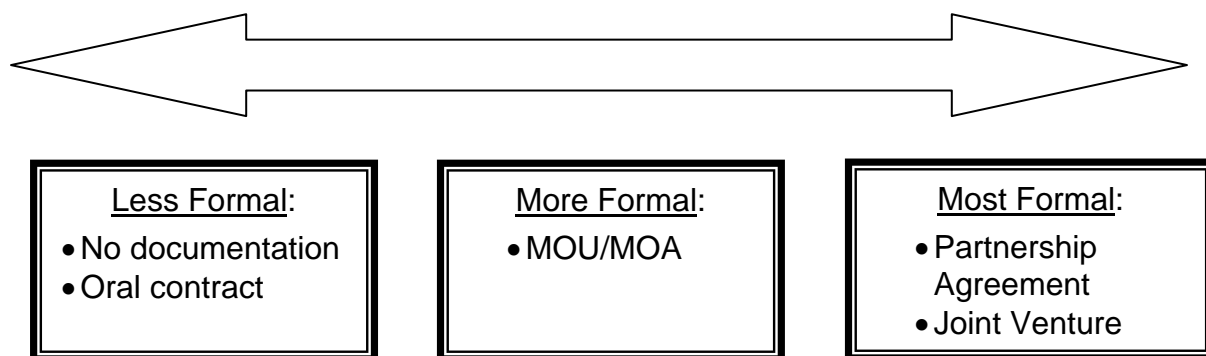 Less Formal:
• No documentation
• Oral contract
More Formal:
• MOU/MOA
Most Formal:
• Partnership
Agreement
• Joint Venture